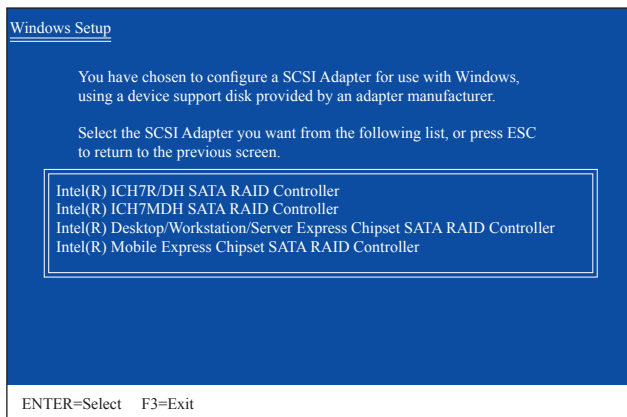 Windows Setup
You have chosen to configure a SCSI Adapter for use with Windows,
using a device support disk provided by an adapter manufacturer.
Select the SCSI Adapter you want from the following list, or press ESC
to return to the previous screen.
Intel(R) ICH7R/DH SATA RAID Controller
Intel(R) ICH7MDH SATA RAID Controller
Intel(R) Desktop/Workstation/Server Express Chipset SATA RAID Controller
Intel(R) Mobile Express Chipset SATA RAID Controller
ENTER=Select F3=Exit